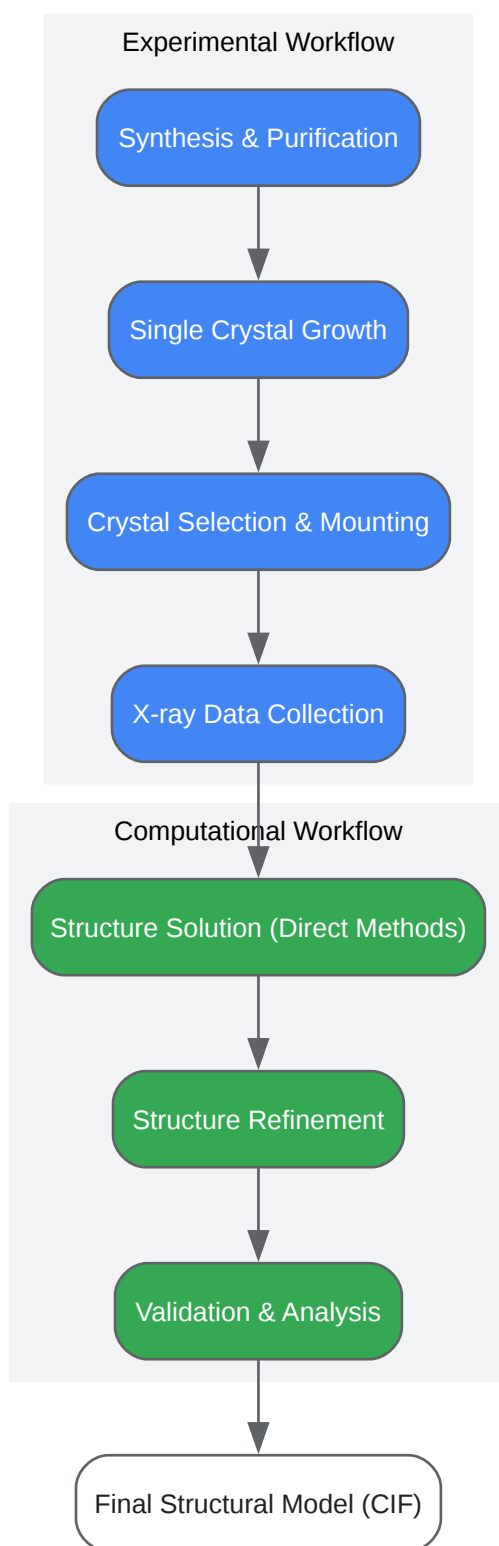 Experimental Workflow
Synthesis & Purification
Single Crystal Growth
Crystal Selection & Mounting
X-ray Data Collection
Computational Workflow
Structure Solution (Direct Methods)
Structure Refinement
Validation & Analysis
Final Structural Model (CIF)